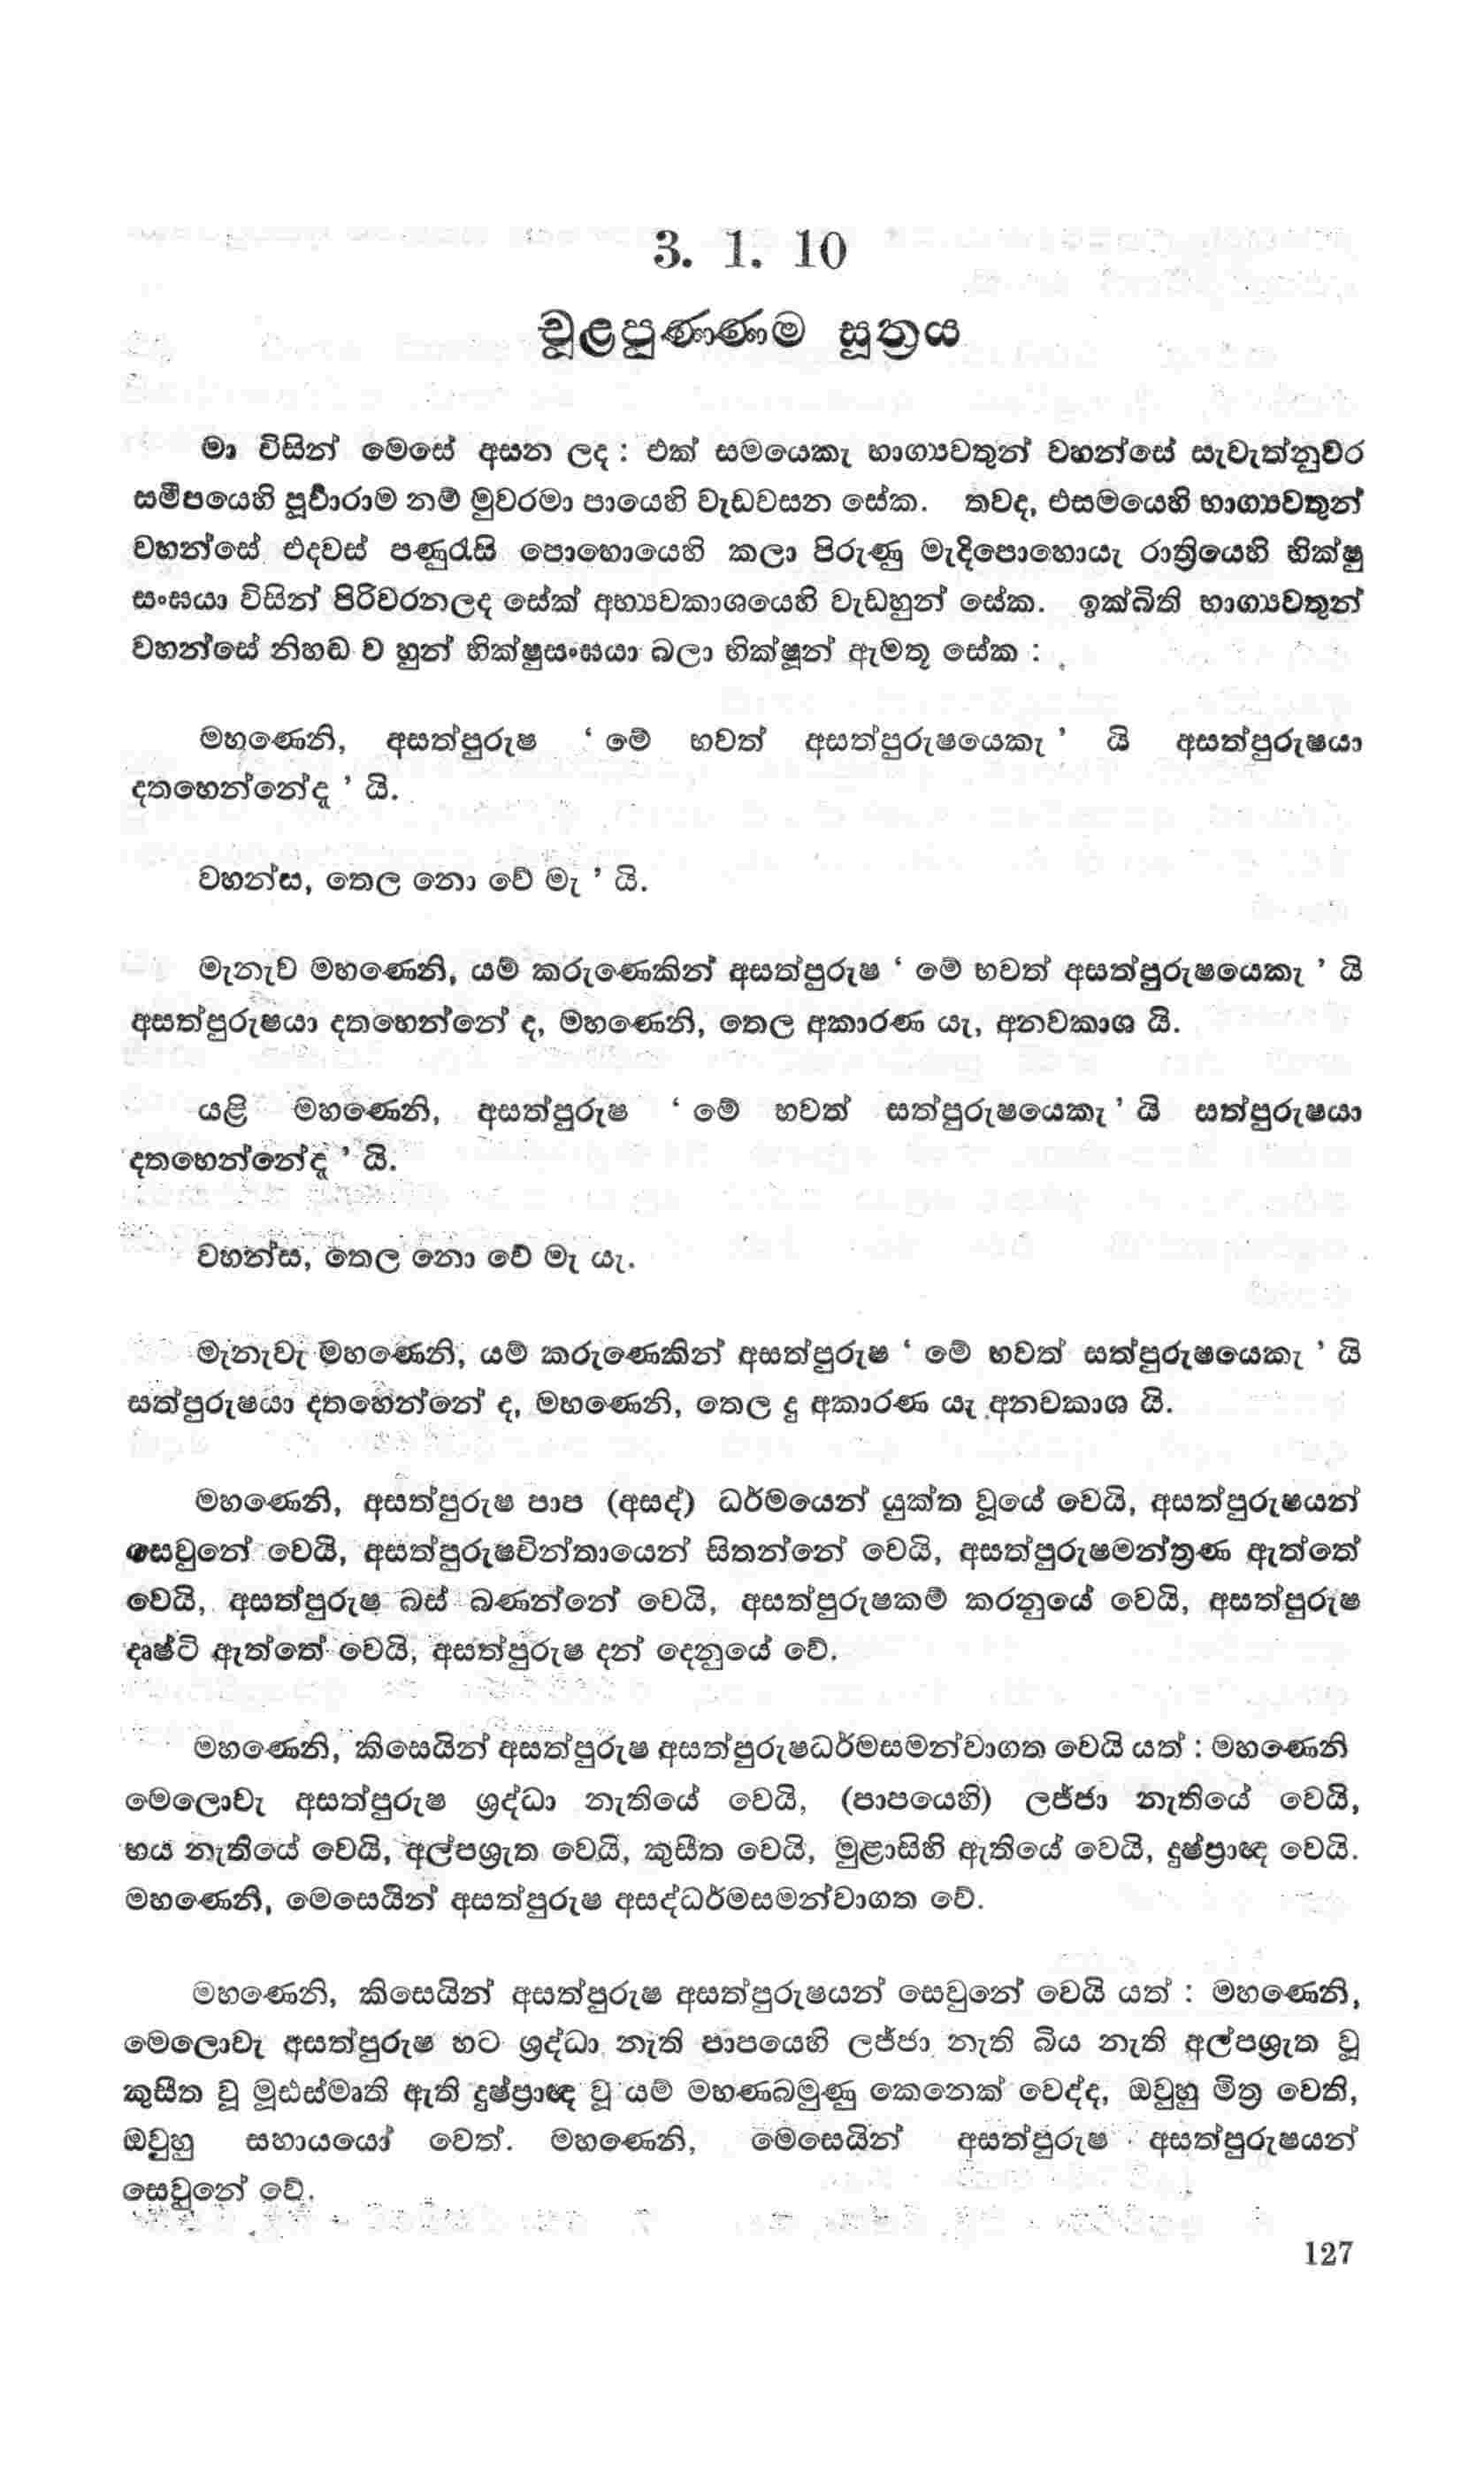 3. 1. 10
චූළපුණ්ණම සූත්‍රය
මා විසින් මෙසේ අසන ලද : එක් සමයෙකැ භාග්‍යවතුන් වහන්සේ සැවැත්නුවර
සමීපයෙහි පූර්‍වාරාම නම් මුවරමා පායෙහි වැඩවසන සේක. තවද, එසමයෙහි භාග්‍යවතුන්
වහන්සේ එදවස් පණුරැසි පොහොයෙහි කලා පිරුණු මැදිපොහොයැ රාත්‍රියෙහි භික්ෂු
සංඝයා විසින් පිරිවරනලද සේක් අභ්‍යවකාශයෙහි වැඩහුන් සේක. ඉක්බිති භාග්‍යවතුන්
වහන්සේ නිහඬ ව හුන් භික්ෂුසංඝයා බලා භික්ෂූන් ඇමතූ සේක :
මහණෙනි, අසත්පුරුෂ ‘ මේ භවත් අසත්පුරුෂයෙකැ ’ යි අසත්පුරුෂයා
දතහෙන්නේදැ ’ යි.
වහන්ස, තෙල නො වේ මැ ’ යි.
මැනැව් මහණෙනි, යම් කරුණෙකින් අසත්පුරුෂ ‘ මේ භවත් අසත්පුරුෂයෙකැ ’ යි
අසත්පුරුෂයා දතහෙන්නේ ද, මහණෙනි, තෙල අකාරණ යැ, අනවකාශ යි.
යළි මහණෙනි, අසත්පුරුෂ ‘ මේ භවත් සත්පුරුෂයෙකැ ’ යි සත්පුරුෂයා
දතහෙන්නේදැ ’ යි.
වහන්ස, තෙල නො වේ මැ යැ.
මැනැවැ මහණෙනි, යම් කරුණෙකින් අසත්පුරුෂ ‘ මේ භවත් සත්පුරුෂයෙකැ ’ යි
සත්පුරුෂයා දතහෙන්නේ ද, මහණෙනි, තෙල දු අකාරණ යැ අනවකාශ යි.
මහණෙනි, අසත්පුරුෂ පාප (අසද්) ධර්මයෙන් යුක්ත වූයේ වෙයි, අසත්පුරුෂයන්
සෙවුනේ වෙයි, අසත්පුරුෂචින්තායෙන් සිතන්නේ වෙයි, අසත්පුරුෂමන්ත්‍රණ ඇත්තේ
වෙයි, අසත්පුරුෂ බස් බණන්නේ වෙයි, අසත්පුරුෂකම් කරනුයේ වෙයි, අසත්පුරුෂ
දෘෂ්ටි ඇත්තේ වෙයි, අසත්පුරුෂ දන් දෙනුයේ වේ.
මහණෙනි, කිසෙයින් අසත්පුරුෂ අසත්පුරුෂධර්මසමන්වාගත වෙයි යත් : මහණෙනි
මෙලොවැ අසත්පුරුෂ ශ්‍රද්ධා නැතියේ වෙයි, (පාපයෙහි) ලජ්ජා නැතියේ වෙයි,
භය නැතියේ වෙයි, අල්පශ්‍රුත වෙයි, කුසීත වෙයි, මුළාසිහි ඇතියේ වෙයි, දුෂ්ප්‍රාඥ වෙයි.
මහණෙනි, මෙසෙයින් අසත්පුරුෂ අසද්ධර්මසමන්වාගත වේ.
මහණෙනි, කිසෙයින් අසත්පුරුෂ අසත්පුරුෂයන් සෙවුනේ වෙයි යත් : මහණෙනි,
මෙලොවැ අසත්පුරුෂ හට ශ්‍රද්ධා නැති පාපයෙහි ලජ්ජා නැති බිය නැති අල්පශ්‍රුත වූ
කුසීත වූ මූඪස්මෘති ඇති දුෂ්ප්‍රාඥ වූ යම් මහණබමුණු කෙනෙක් වෙද්ද, ඔවුහු මිත්‍ර වෙති,
ඔවුහු සහායයෝ වෙත්. මහණෙනි, මෙසෙයින් අසත්පුරුෂ අසත්පුරුෂයන්
සෙවුනේ වේ.
127